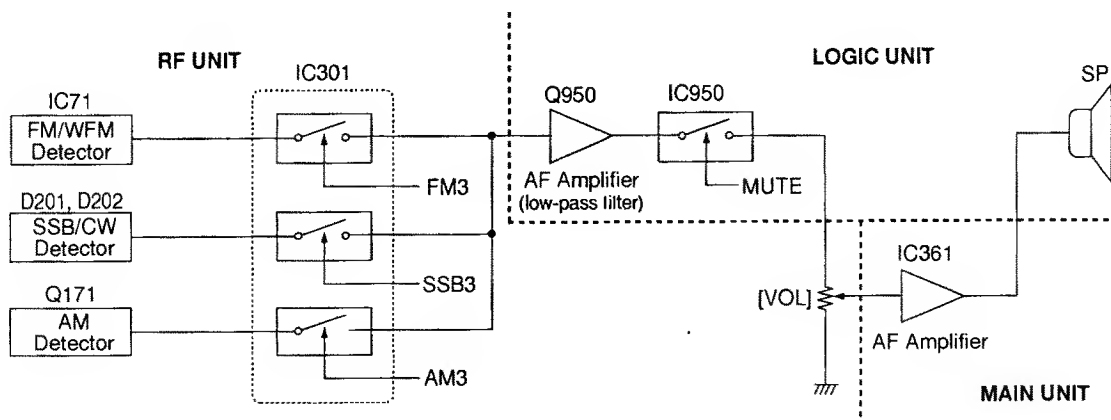 RF UNIT
IC301
IC71
FM/WFM
Detector
FM3
D201, D202
SSB/CW
Detector
SSB3
Q171
AM
Detector
AM3
LOGIC UNIT
Q950
AF Amplifier
(low-pass filter)
IC950
MUTE
SP
[VOL]
IC361
AF Amplifier
MAIN UNIT